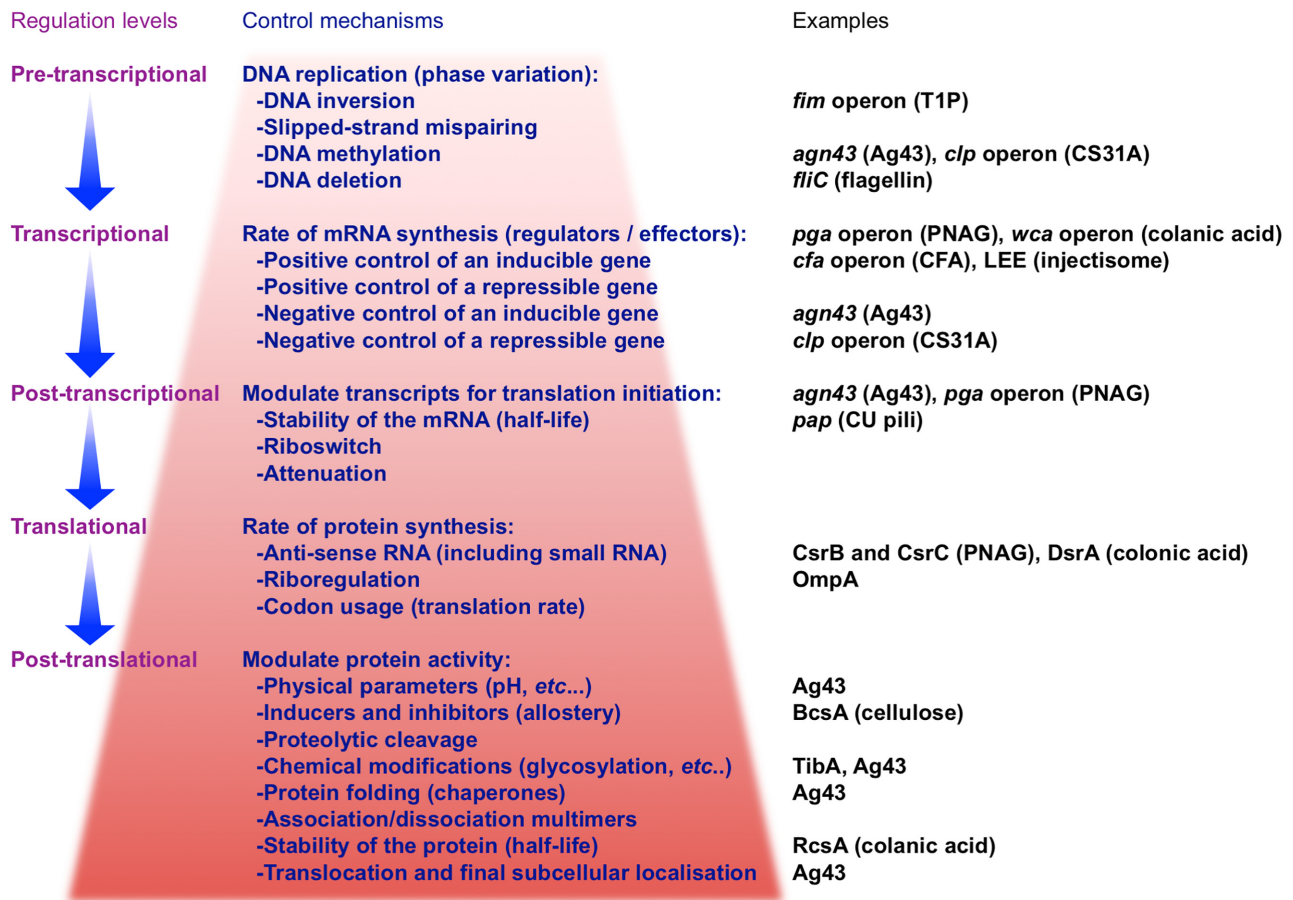 Regulation levels Control mechanisms Examples
Pre-transcriptional DNA replication (phase variation):
-DNA inversion fim operon (T1P)
-Slipped-strand mispairing
-DNA methylation agn43 (Ag43), clp operon (CS31A)
-DNA deletion fliC (flagellin)
Transcriptional Rate of mRNA synthesis (regulators / effectors): pga operon (PNAG), wca operon (colanic acid)
-Positive control of an inducible gene cfa operon (CFA), LEE (injectisome)
-Positive control of a repressible gene
-Negative control of an inducible gene agn43 (Ag43)
-Negative control of a repressible gene clp operon (CS31A)
Post-transcriptional Modulate transcripts for translation initiation: agn43 (Ag43), pga operon (PNAG)
-Stability of the mRNA (half-life) pap (CU pili)
-Riboswitch
-Attenuation
Translational Rate of protein synthesis:
-Anti-sense RNA (including small RNA) CsrB and CsrC (PNAG), DsrA (colonic acid)
-Riboregulation OmpA
-Codon usage (translation rate)
Post-translational Modulate protein activity:
-Physical parameters (pH, etc...) Ag43
-Inducers and inhibitors (allostery) BcsA (cellulose)
-Proteolytic cleavage
-Chemical modifications (glycosylation, etc..) TibA, Ag43
-Protein folding (chaperones) Ag43
-Association/dissociation multimers
-Stability of the protein (half-life) RcsA (colanic acid)
-Translocation and final subcellular localisation Ag43